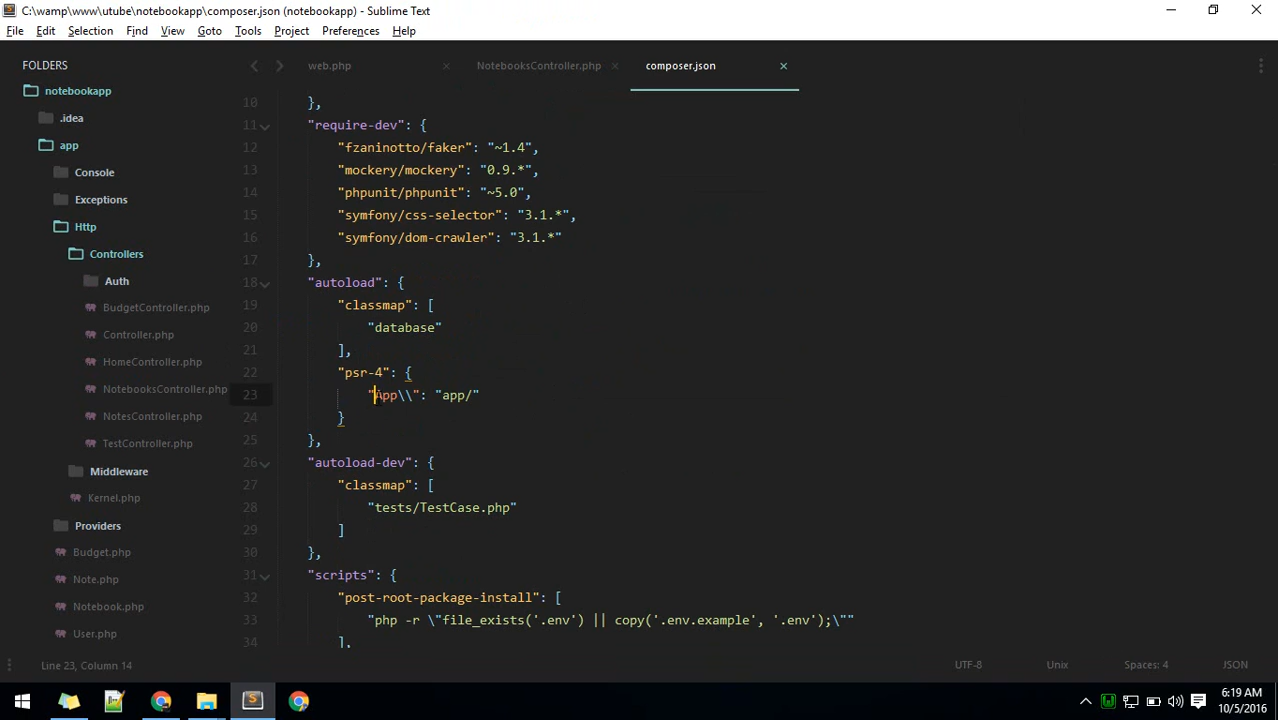 C:\wamp\www\utube\notebookapp\composer.json (notebookapp) - Sublime Text
File Edit Selection Find View Goto Tools Project Preferences Help
FOLDERS
notebookapp
.idea
app
Console
Exceptions
Http
Controllers
Auth
BudgetController.php
Controller.php
HomeController.php
NotebooksController.php
NotesController.php
TestController.php
Middleware
Kernel.php
Providers
Budget.php
Note.php
Notebook.php
User.php
web.php × NotebooksController.php × composer.json ×
10 },
11 "require-dev": {
12 "fzaninotto/faker": "~1.4",
13 "mockery/mockery": "0.9.*",
14 "phpunit/phpunit": "~5.0",
15 "symfony/css-selector": "3.1.*",
16 "symfony/dom-crawler": "3.1.*"
17 },
18 "autoload": {
19 "classmap": [
20 "database"
21 ],
22 "psr-4": {
23 "App\\": "app/"
24 }
25 },
26 "autoload-dev": {
27 "classmap": [
28 "tests/TestCase.php"
29 ]
30 },
31 "scripts": {
32 "post-root-package-install": [
33 "php -r \"file_exists('.env') || copy('.env.example', '.env');\""
34 ],
Line 23, Column 14 UTF-8 Unix Spaces: 4 JSON
6:19 AM
10/5/2016